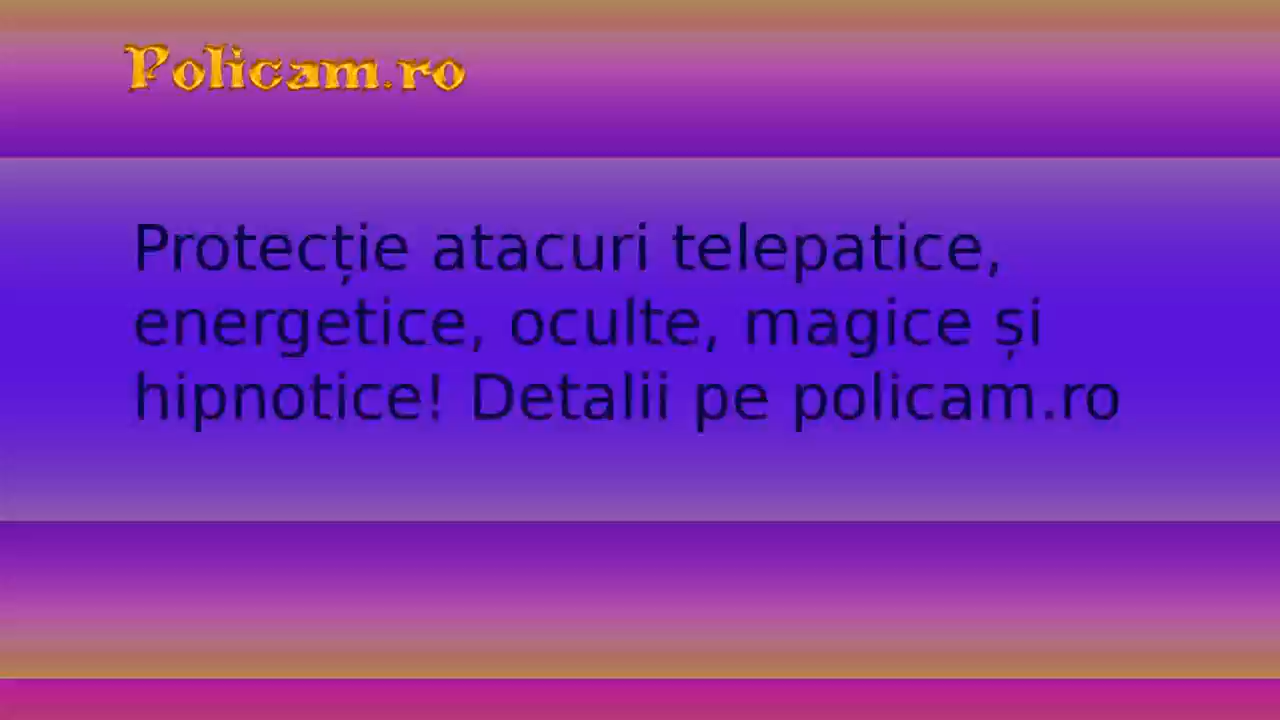 Policam.ro
Protecție atacuri telepatice,
energetice, oculte, magice și
hipnotice! Detalii pe policam.ro